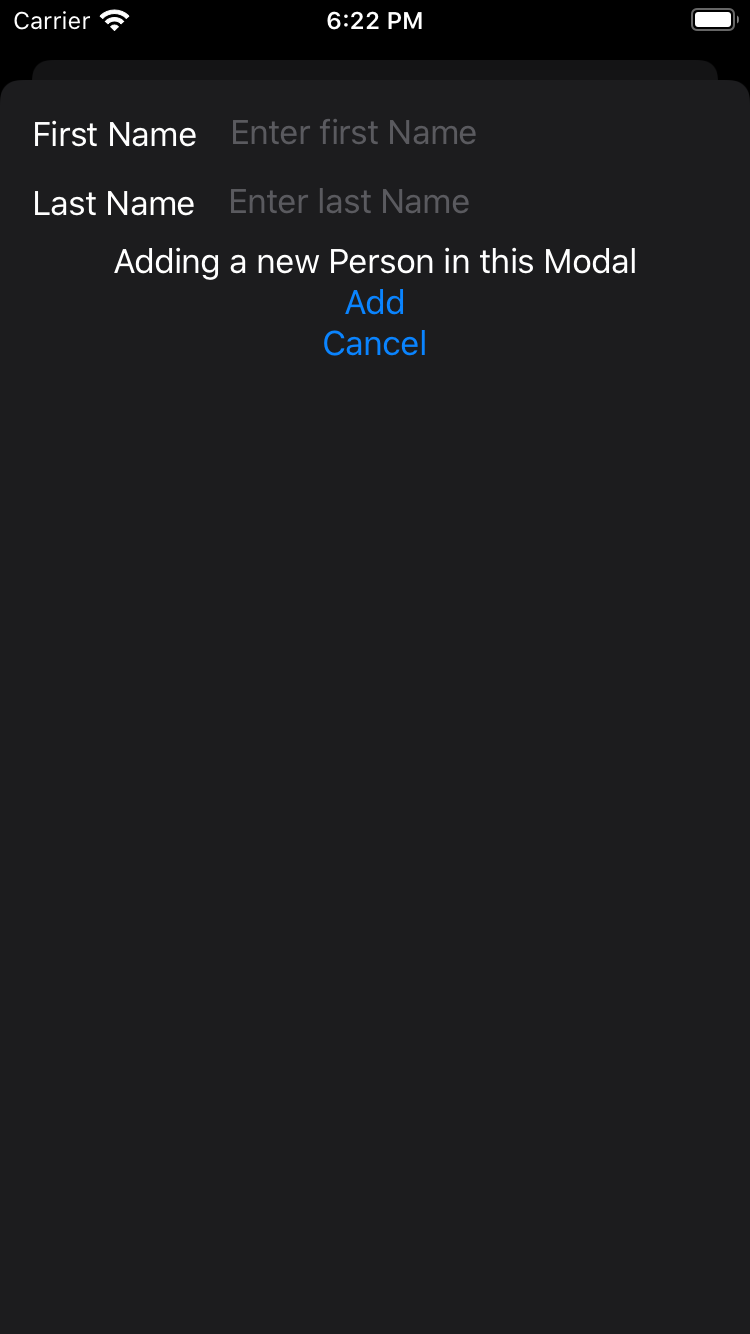 Carrier 6:22 PM
First Name Enter first Name
Last Name Enter last Name
Adding a new Person in this Modal
Add
Cancel